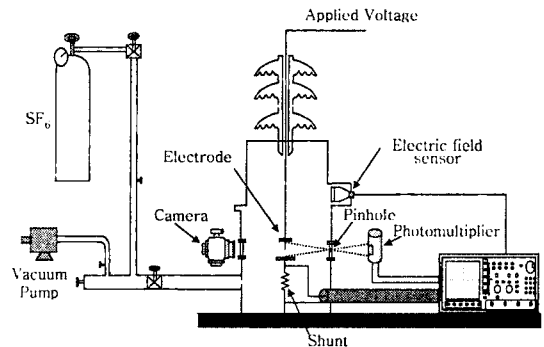 Applied Voltage
SF6
Electrode
Electric field
sensor
Camera
Pinhole
Photomultiplier
Vacuum
Pump
Shunt